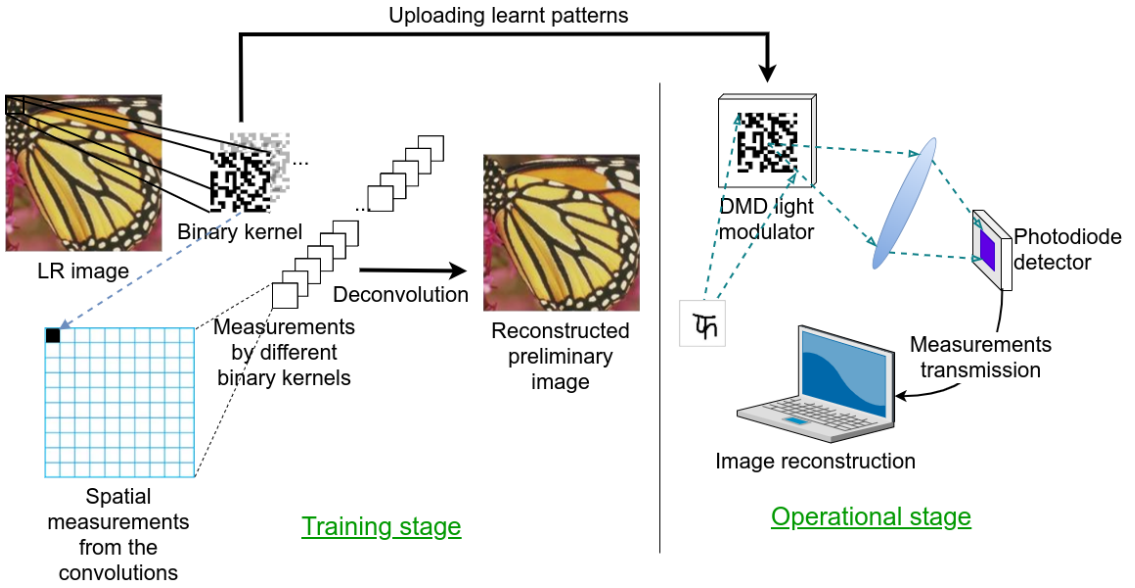 Uploading learnt patterns
LR image
Binary kernel
...
...
Deconvolution
Measurements
by different
binary kernels
Reconstructed
preliminary
image
Spatial
measurements
from the
convolutions
Training stage
DMD light
modulator
Photodiode
detector
Measurements
transmission
Image reconstruction
Operational stage